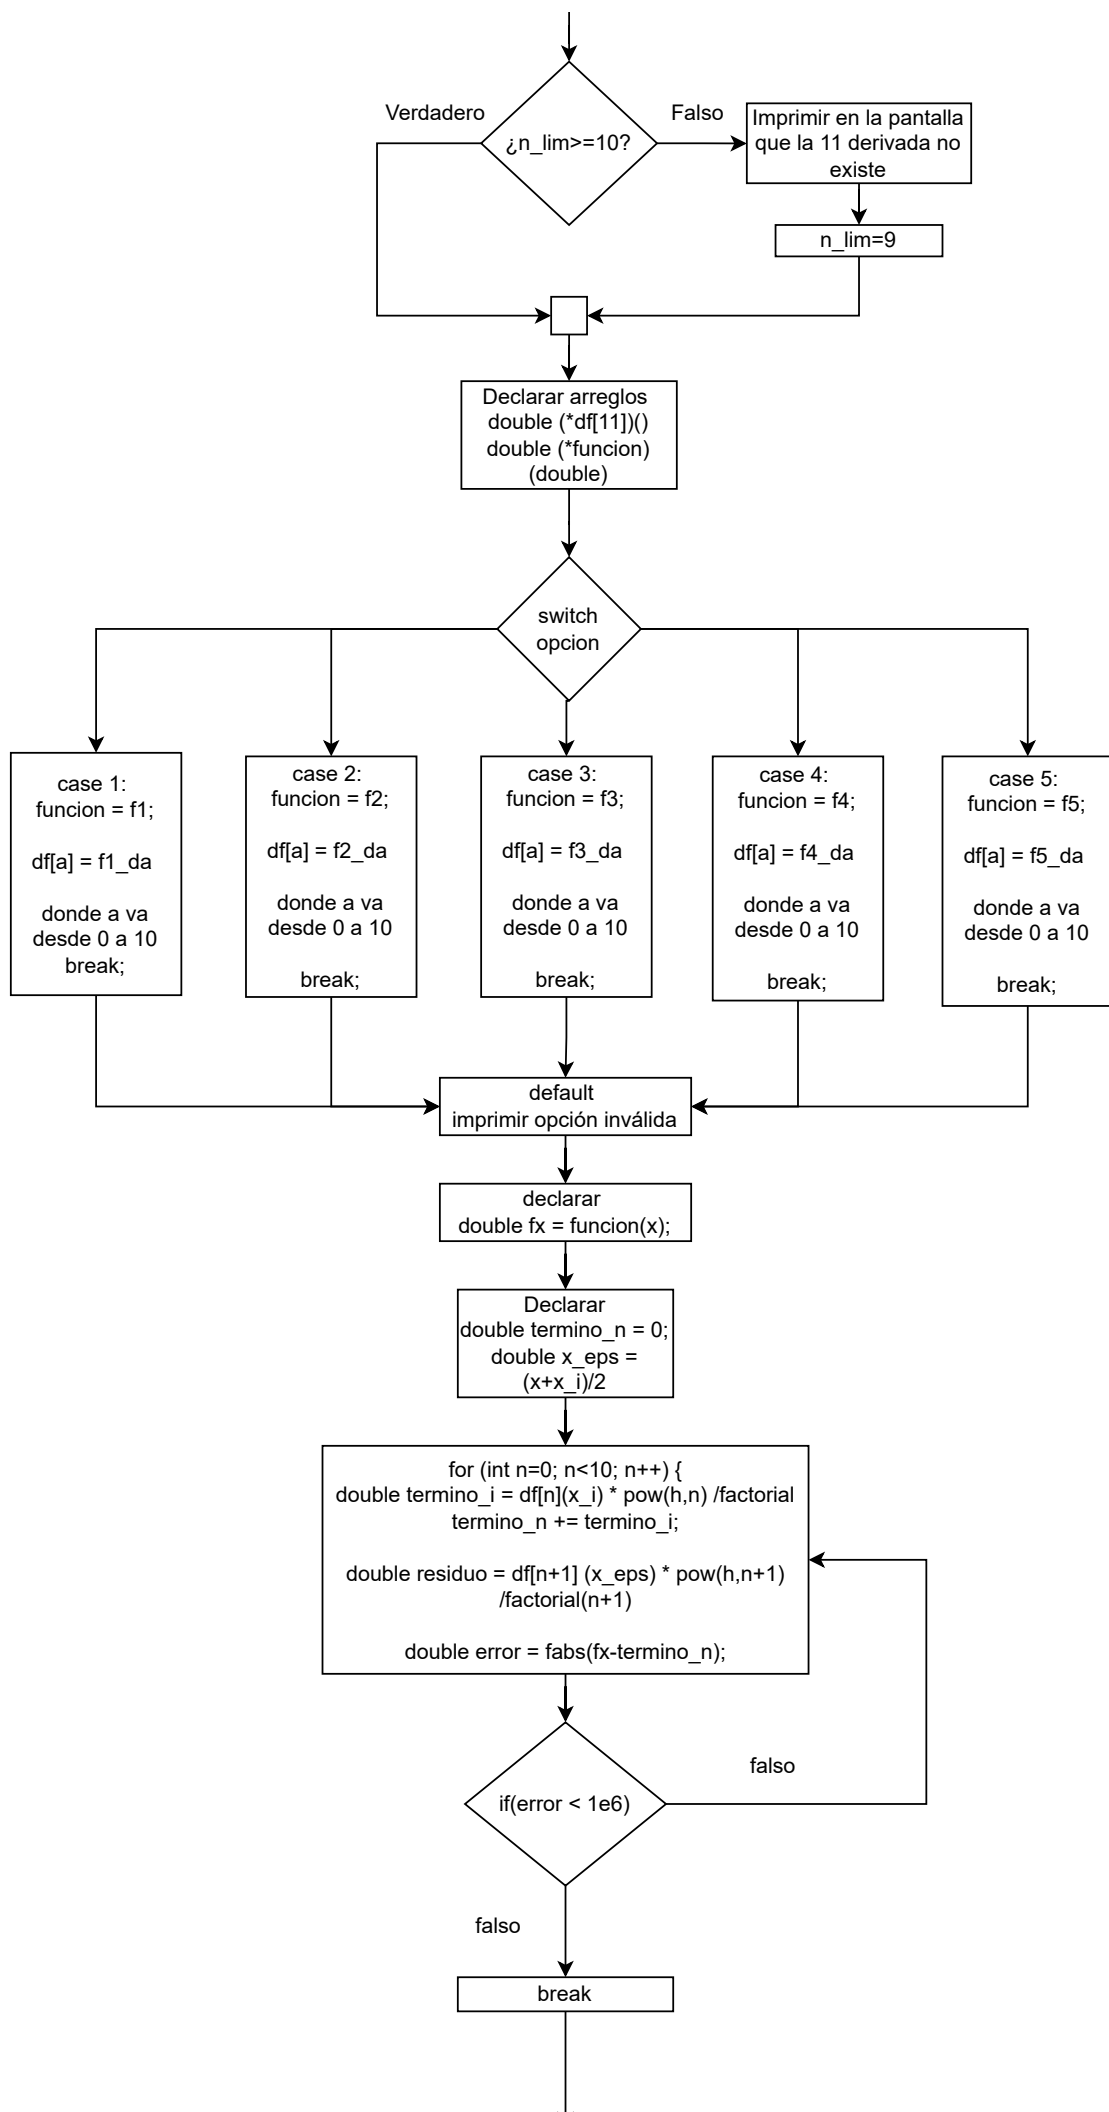 Verdadero
Falso
¿n_lim>=10?
Imprimir en la pantalla
que la 11 derivada no
existe
n_lim=9
Declarar arreglos
double (*df[11])()
double (*funcion)
(double)
switch
opcion
case 1:
funcion = f1;
df[a] = f1_da
donde a va
desde 0 a 10
break;
case 2:
funcion = f2;
df[a] = f2_da
donde a va
desde 0 a 10
break;
case 3:
funcion = f3;
df[a] = f3_da
donde a va
desde 0 a 10
break;
case 4:
funcion = f4;
df[a] = f4_da
donde a va
desde 0 a 10
break;
case 5:
funcion = f5;
df[a] = f5_da
donde a va
desde 0 a 10
break;
default
imprimir opción inválida
declarar
double fx = funcion(x);
Declarar
double termino_n = 0;
double x_eps =
(x+x_i)/2
for (int n=0; n<10; n++) {
double termino_i = df[n](x_i) * pow(h,n) /factorial
termino_n += termino_i;
double residuo = df[n+1] (x_eps) * pow(h,n+1)
/factorial(n+1)
double error = fabs(fx-termino_n);
if(error < 1e6)
falso
falso
break